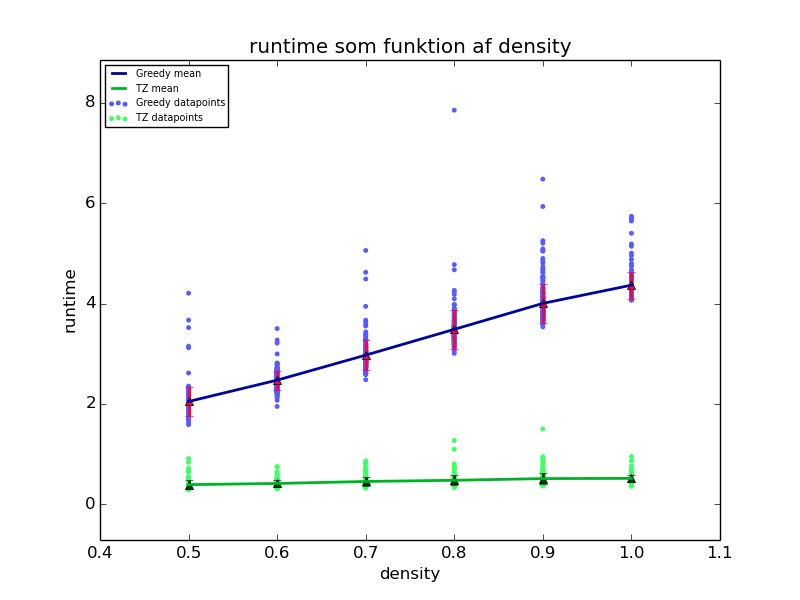 runtime som funktion af density
Greedy mean
TZ mean
Greedy datapoints
TZ datapoints
8
6
4
2
0
runtime
0.4 0.5 0.6 0.7 0.8 0.9 1.0 1.1
density